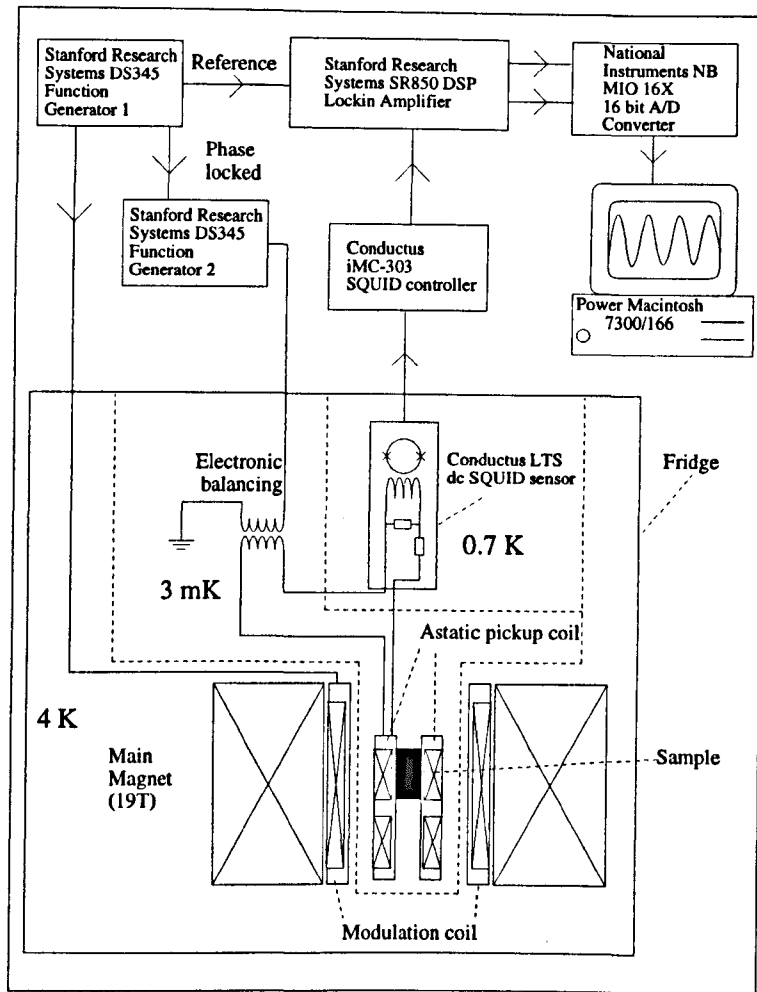 Stanford Research
Systems DS345
Function
Generator 1
Reference
Stanford Research
Systems SR850 DSP
Lockin Amplifier
National
Instruments NB
MIO 16X
16 bit A/D
Converter
Phase
locked
Stanford Research
Systems DS345
Function
Generator 2
Conductus
iMC-303
SQUID controller
Power Macintosh
7300/166
Electronic
balancing
Conductus LTS
dc SQUID sensor
Fridge
0.7 K
3 mK
Astatic pickup coil
4 K
Main
Magnet
(19T)
Sample
Modulation coil